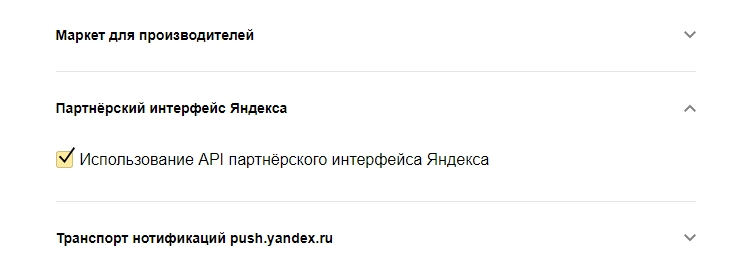 Маркет для производителей
Партнёрский интерфейс Яндекса
Использование API партнёрского интерфейса Яндекса
Транспорт нотификаций push.yandex.ru